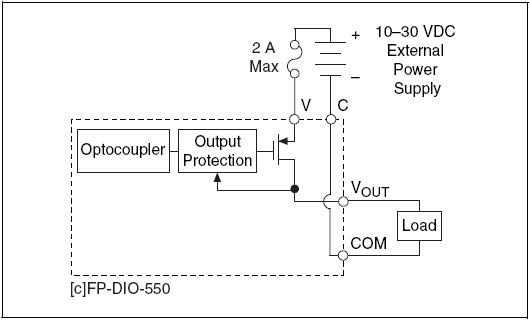 2 A
Max
+
10–30 VDC
External
Power
Supply
–
V
C
Optocoupler
Output
Protection
VOUT
Load
COM
[c]FP-DIO-550